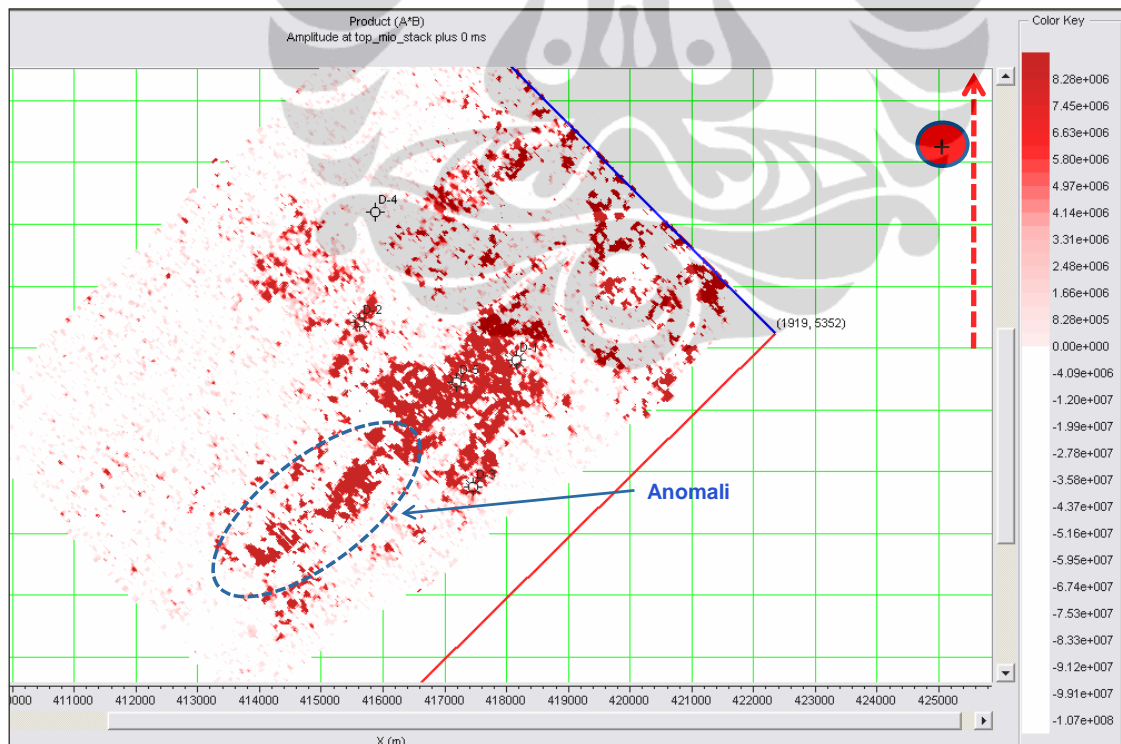 Product (A*B)
Amplitude at top_mio_stack plus 0 ms
Color Key
8.28e+006
7.45e+006
6.63e+006
5.80e+006
4.97e+006
4.14e+006
3.31e+006
2.48e+006
1.66e+006
8.28e+005
0.00e+000
-4.09e+006
-1.20e+007
-1.99e+007
-2.78e+007
-3.58e+007
-4.37e+007
-5.16e+007
-5.95e+007
-6.74e+007
-7.53e+007
-8.33e+007
-9.12e+007
-9.91e+007
-1.07e+008
D-4
D-2
(1919, 5352)
D-1
D-5
Anomali
411000 412000 413000 414000 415000 416000 417000 418000 419000 420000 421000 422000 423000 424000 425000
X (m)